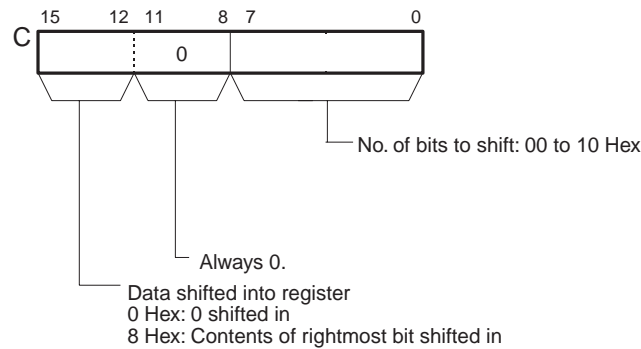 15 12 11 8 7 0
C
0
No. of bits to shift: 00 to 10 Hex
Always 0.
Data shifted into register
0 Hex: 0 shifted in
8 Hex: Contents of rightmost bit shifted in